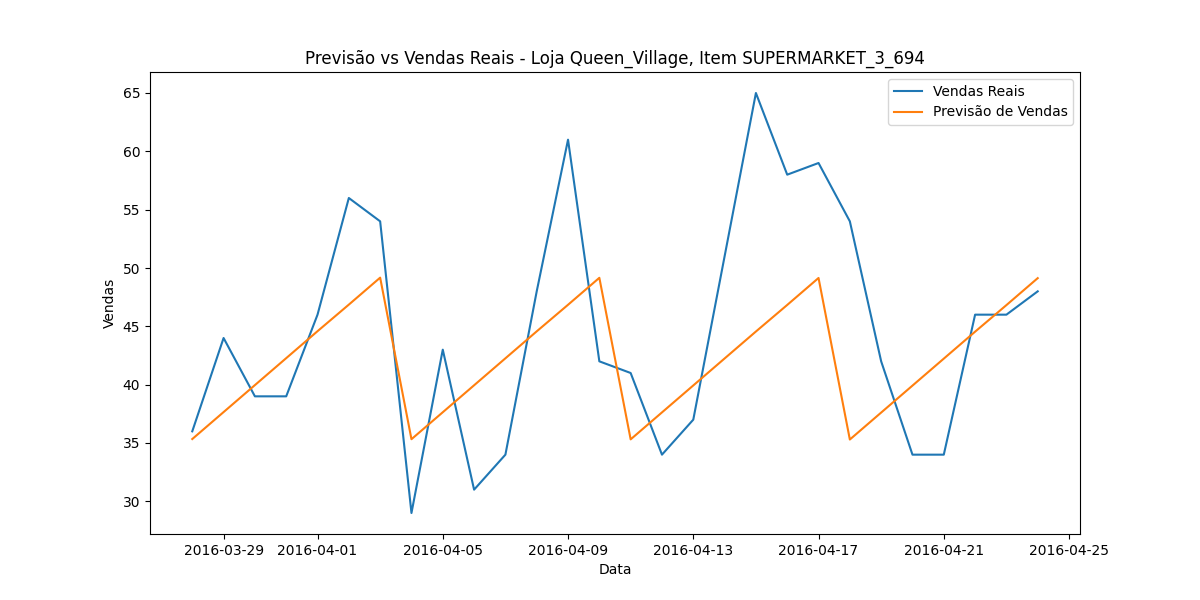 Previsão vs Vendas Reais - Loja Queen_Village, Item SUPERMARKET_3_694
Vendas Reais
Previsão de Vendas
65
60
55
50
45
40
35
30
Vendas
2016-03-29 2016-04-01 2016-04-05 2016-04-09 2016-04-13 2016-04-17 2016-04-21 2016-04-25
Data